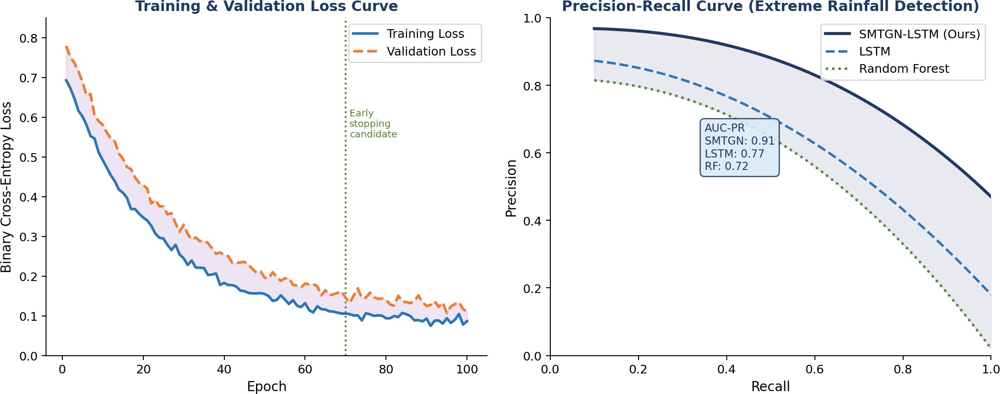 Training & Validation Loss Curve
Binary Cross-Entropy Loss
0.8
0.7
0.6
0.5
0.4
0.3
0.2
0.1
0.0
Training Loss
Validation Loss
Early
stopping
candidate
0
20
40
60
80
100
Epoch
Precision-Recall Curve (Extreme Rainfall Detection)
Precision
1.0
0.8
0.6
0.4
0.2
0.0
SMTGN-LSTM (Ours)
LSTM
Random Forest
AUC-PR
SMTGN: 0.91
LSTM: 0.77
RF: 0.72
0.0
0.2
0.4
0.6
0.8
1.0
Recall